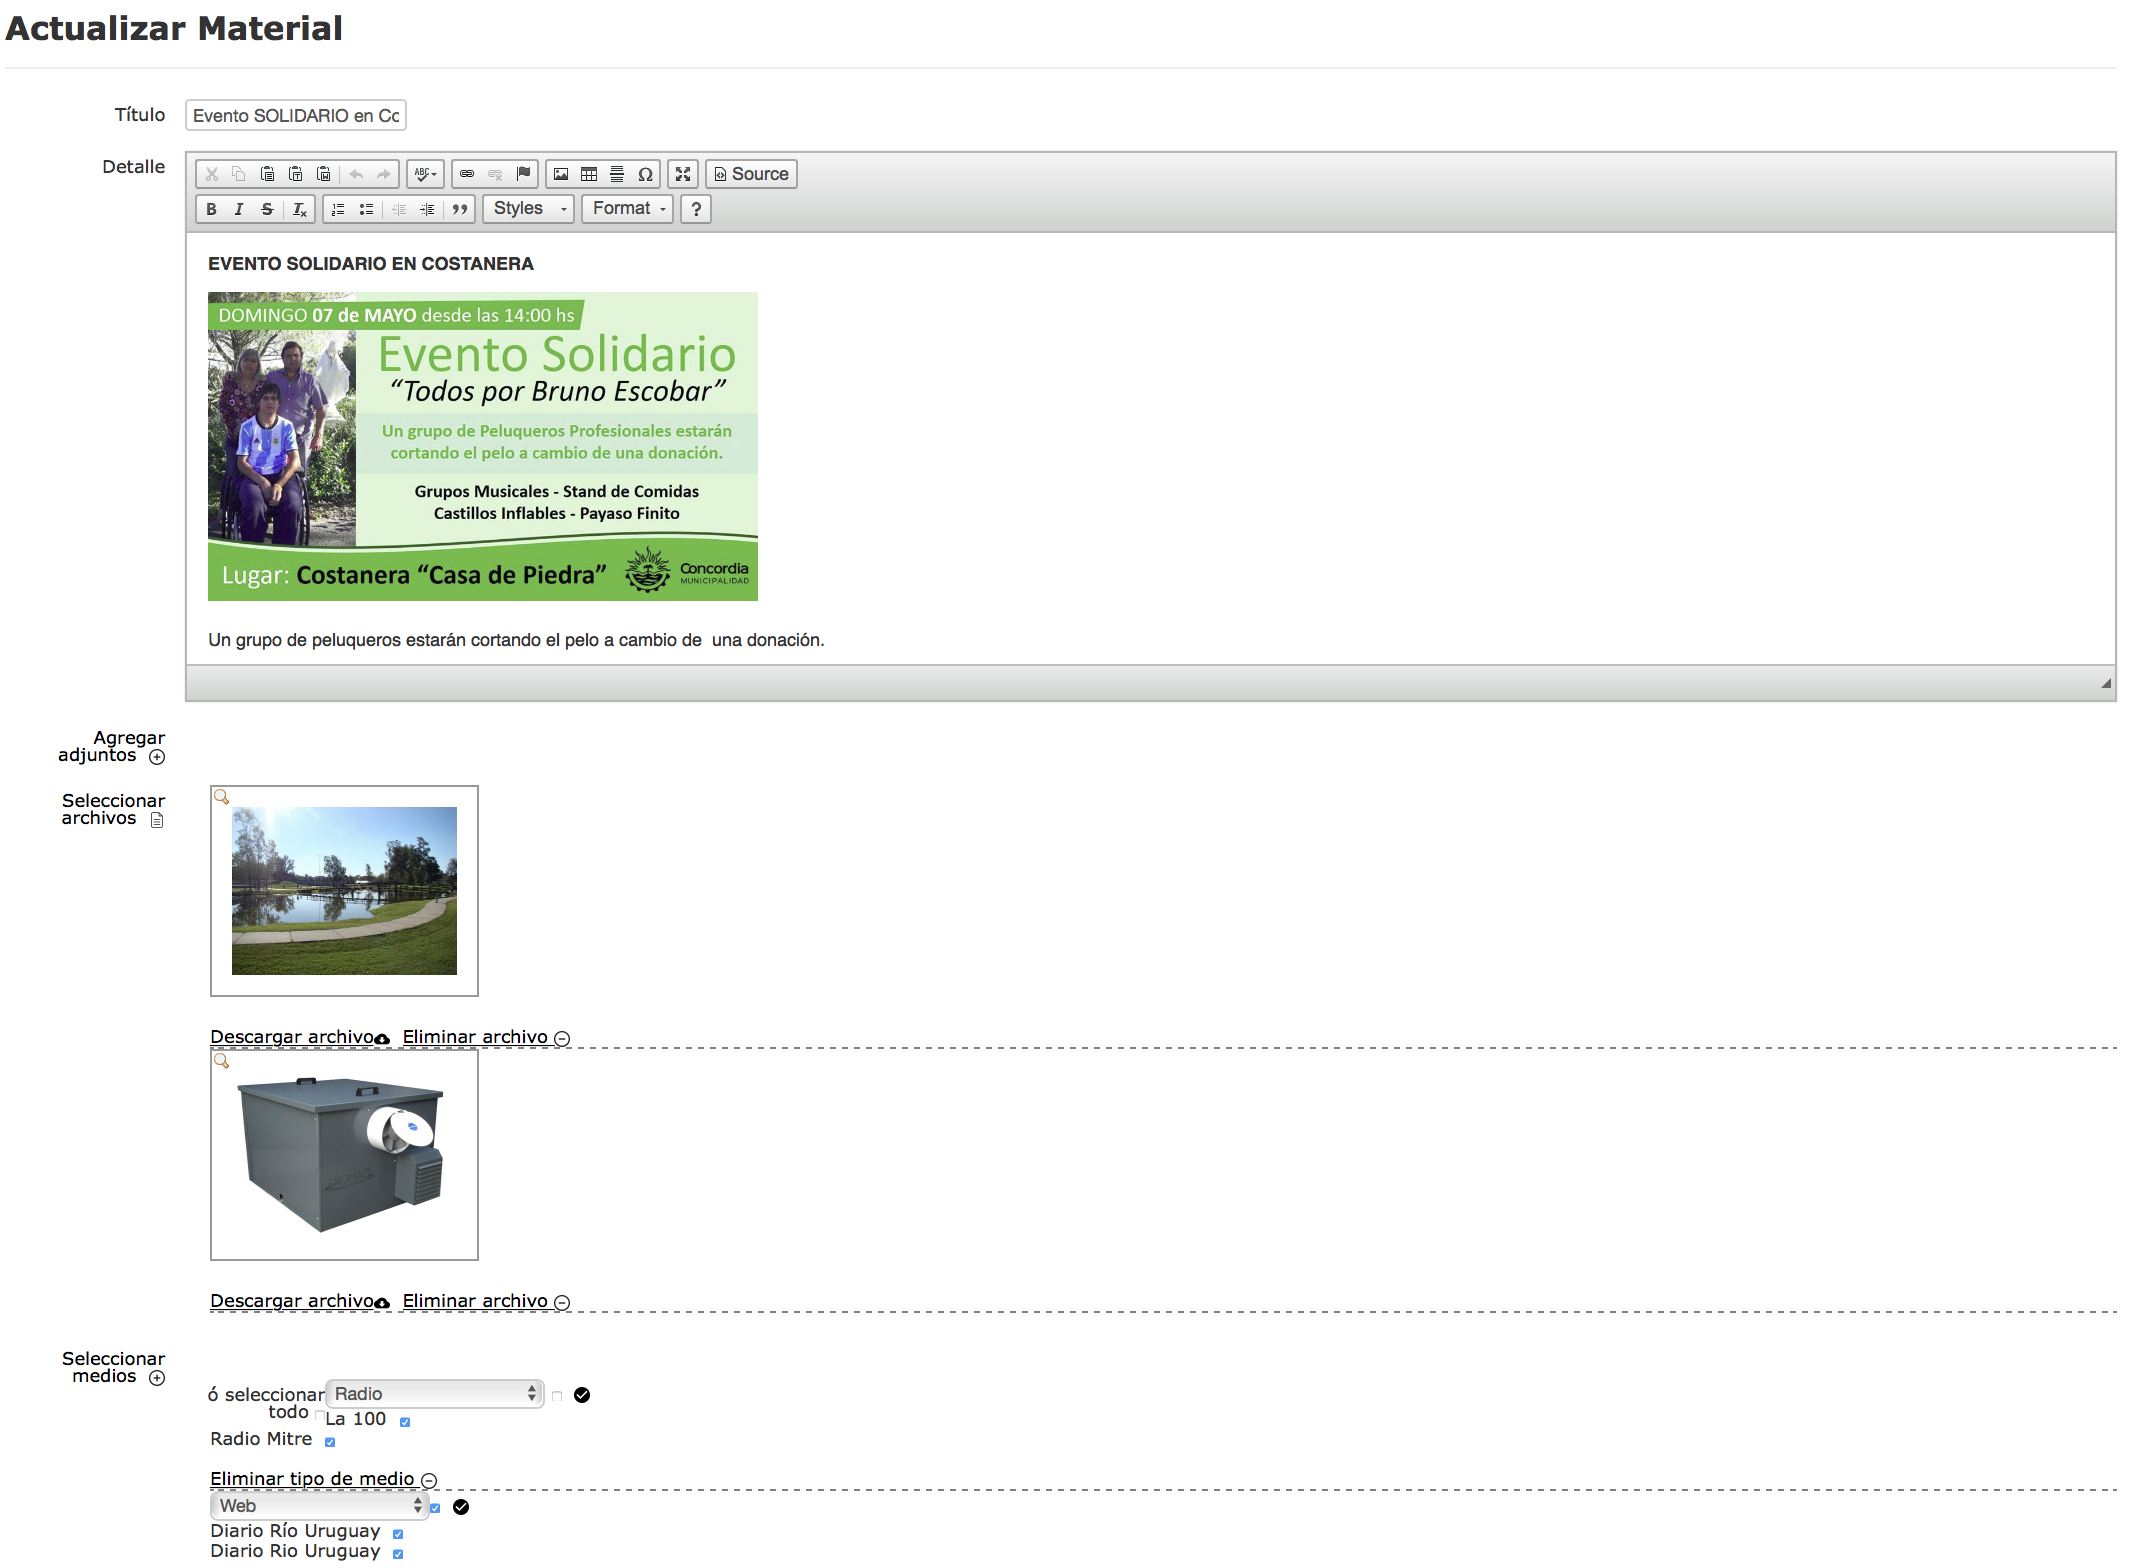 Actualizar Material
Título
Evento SOLIDARIO en Co
Detalle
ABC
Source
B I S Tx
Styles
Format
?
EVENTO SOLIDARIO EN COSTANERA
DOMINGO 07 de MAYO desde las 14:00 hs
Evento Solidario
“Todos por Bruno Escobar”
Un grupo de Peluqueros Profesionales estarán
cortando el pelo a cambio de una donación.
Grupos Musicales - Stand de Comidas
Castillos Inflables - Payaso Finito
Lugar: Costanera “Casa de Piedra”
Concordia
MUNICIPALIDAD
Un grupo de peluqueros estarán cortando el pelo a cambio de  una donación.
Agregar
adjuntos
Seleccionar
archivos
Descargar archivo Eliminar archivo
EKOMAQ
Descargar archivo Eliminar archivo
Seleccionar
medios
ó seleccionar
todo
Radio
La 100
Radio Mitre
Eliminar tipo de medio
Web
Diario Río Uruguay
Diario Rio Uruguay